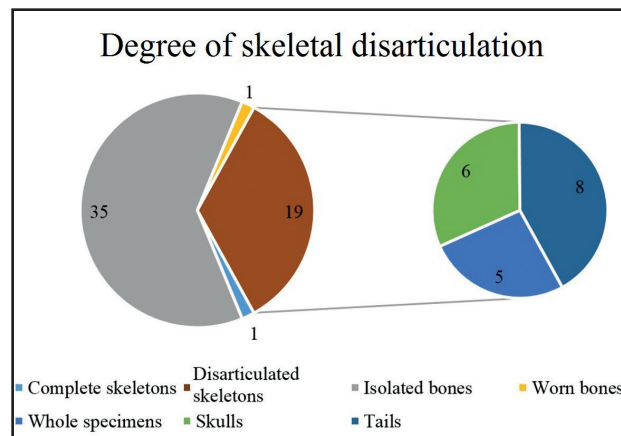 Degree of skeletal disarticulation
1
35
19
1
6
8
5
Complete skeletons
Disarticulated
skeletons
Isolated bones
Worn bones
Whole specimens
Skulls
Tails